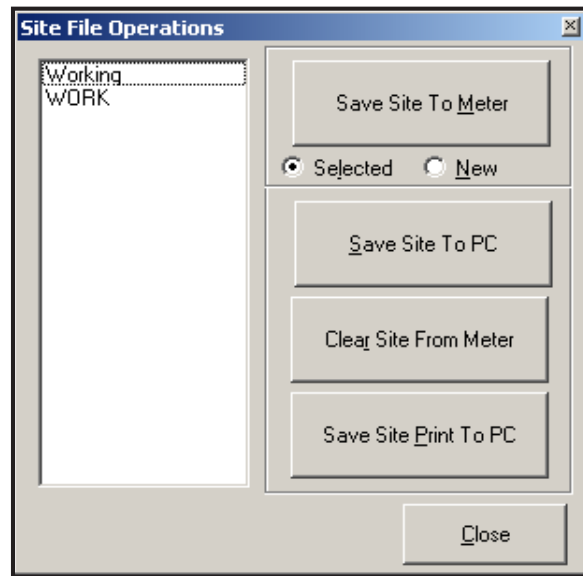 Site File Operations
Working
WORK
Save Site To Meter
Selected
New
Save Site To PC
Clear Site From Meter
Save Site Print To PC
Close